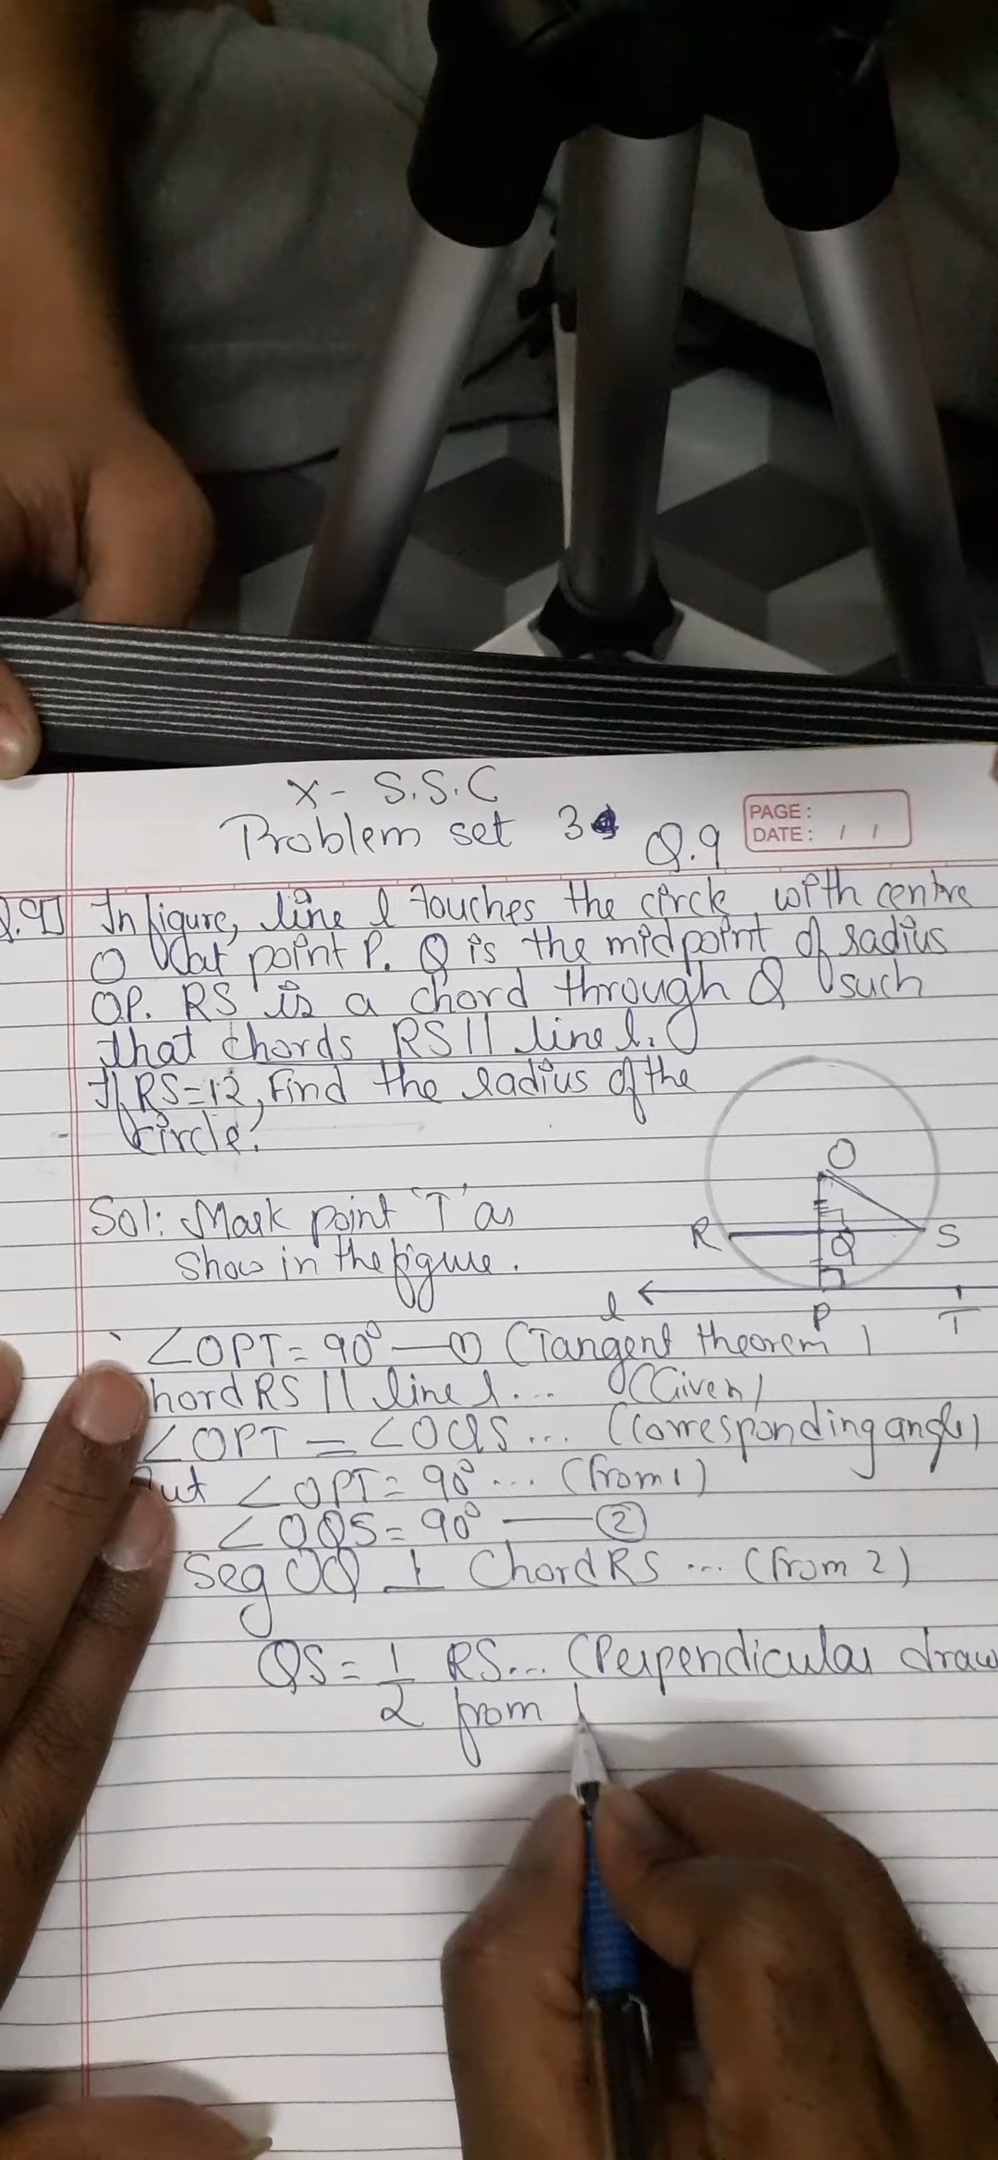 X- S.S.C
Problem set 3
Q.9
PAGE:
DATE: / /
Q.9] In figure, line l touches the circle with centre
O at point P. Q is the midpoint of radius
OP. RS is a chord through Q such
that chords RS || line l.
If RS=12, Find the radius of the
circle.
O
R
Q
S
l
P
T
Sol: Mark point 'T' as
Show in the figure.
∠OPT = 90° — ① (Tangent theorem)
hord RS || line l... (Given)
∠OPT = ∠OQS... (Corresponding angle)
ut ∠OPT = 90° ... (from 1)
∠OQS = 90° — ②
Seg OQ ⊥ Chord RS ... (from 2)
QS = 1/2 RS... (Perpendicular draw
from